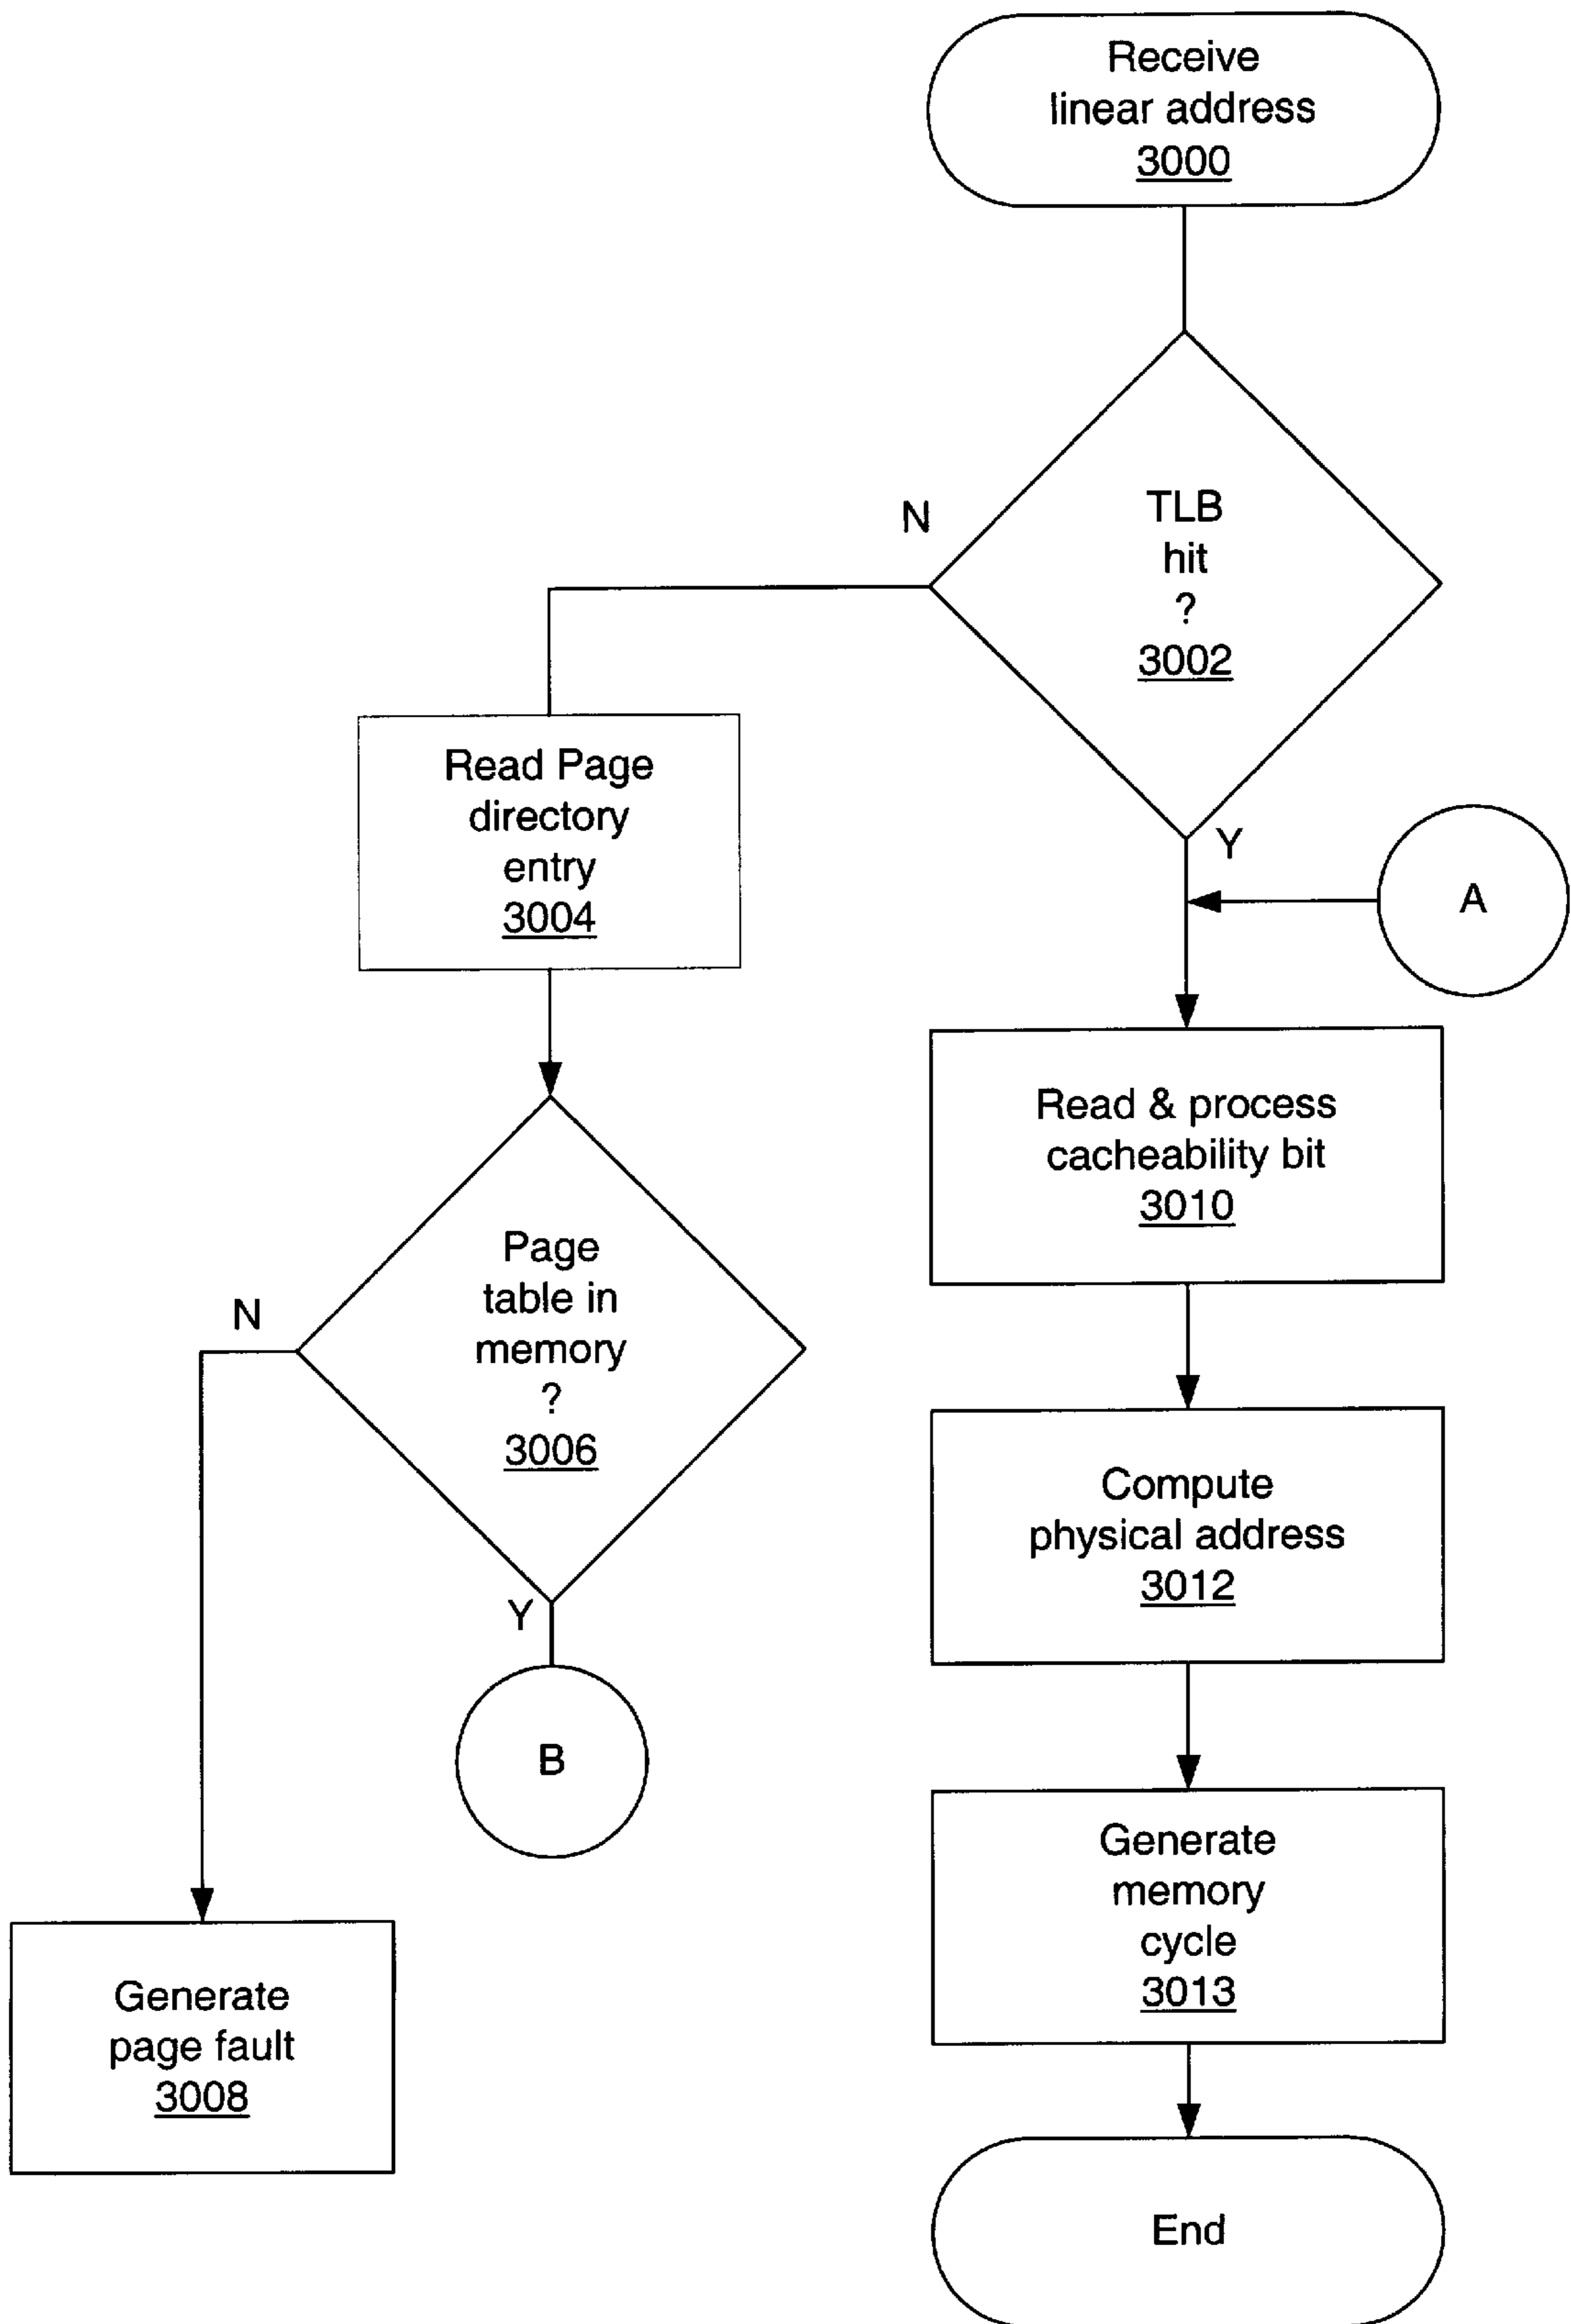 Receive
linear address
3000
TLB
hit
?
3002
N
Y
A
Read Page
directory
entry
3004
Page
table in
memory
?
3006
N
Y
B
Generate
page fault
3008
Read & process
cacheability bit
3010
Compute
physical address
3012
Generate
memory
cycle
3013
End